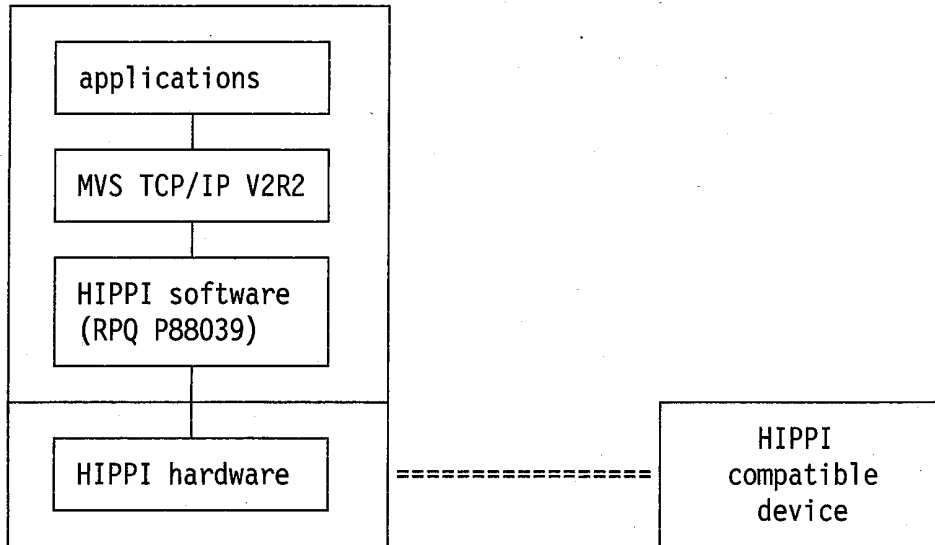 applications
MVS TCP/IP V2R2
HIPPI software
(RPQ P88039)
HIPPI hardware
===============
HIPPI
compatible
device